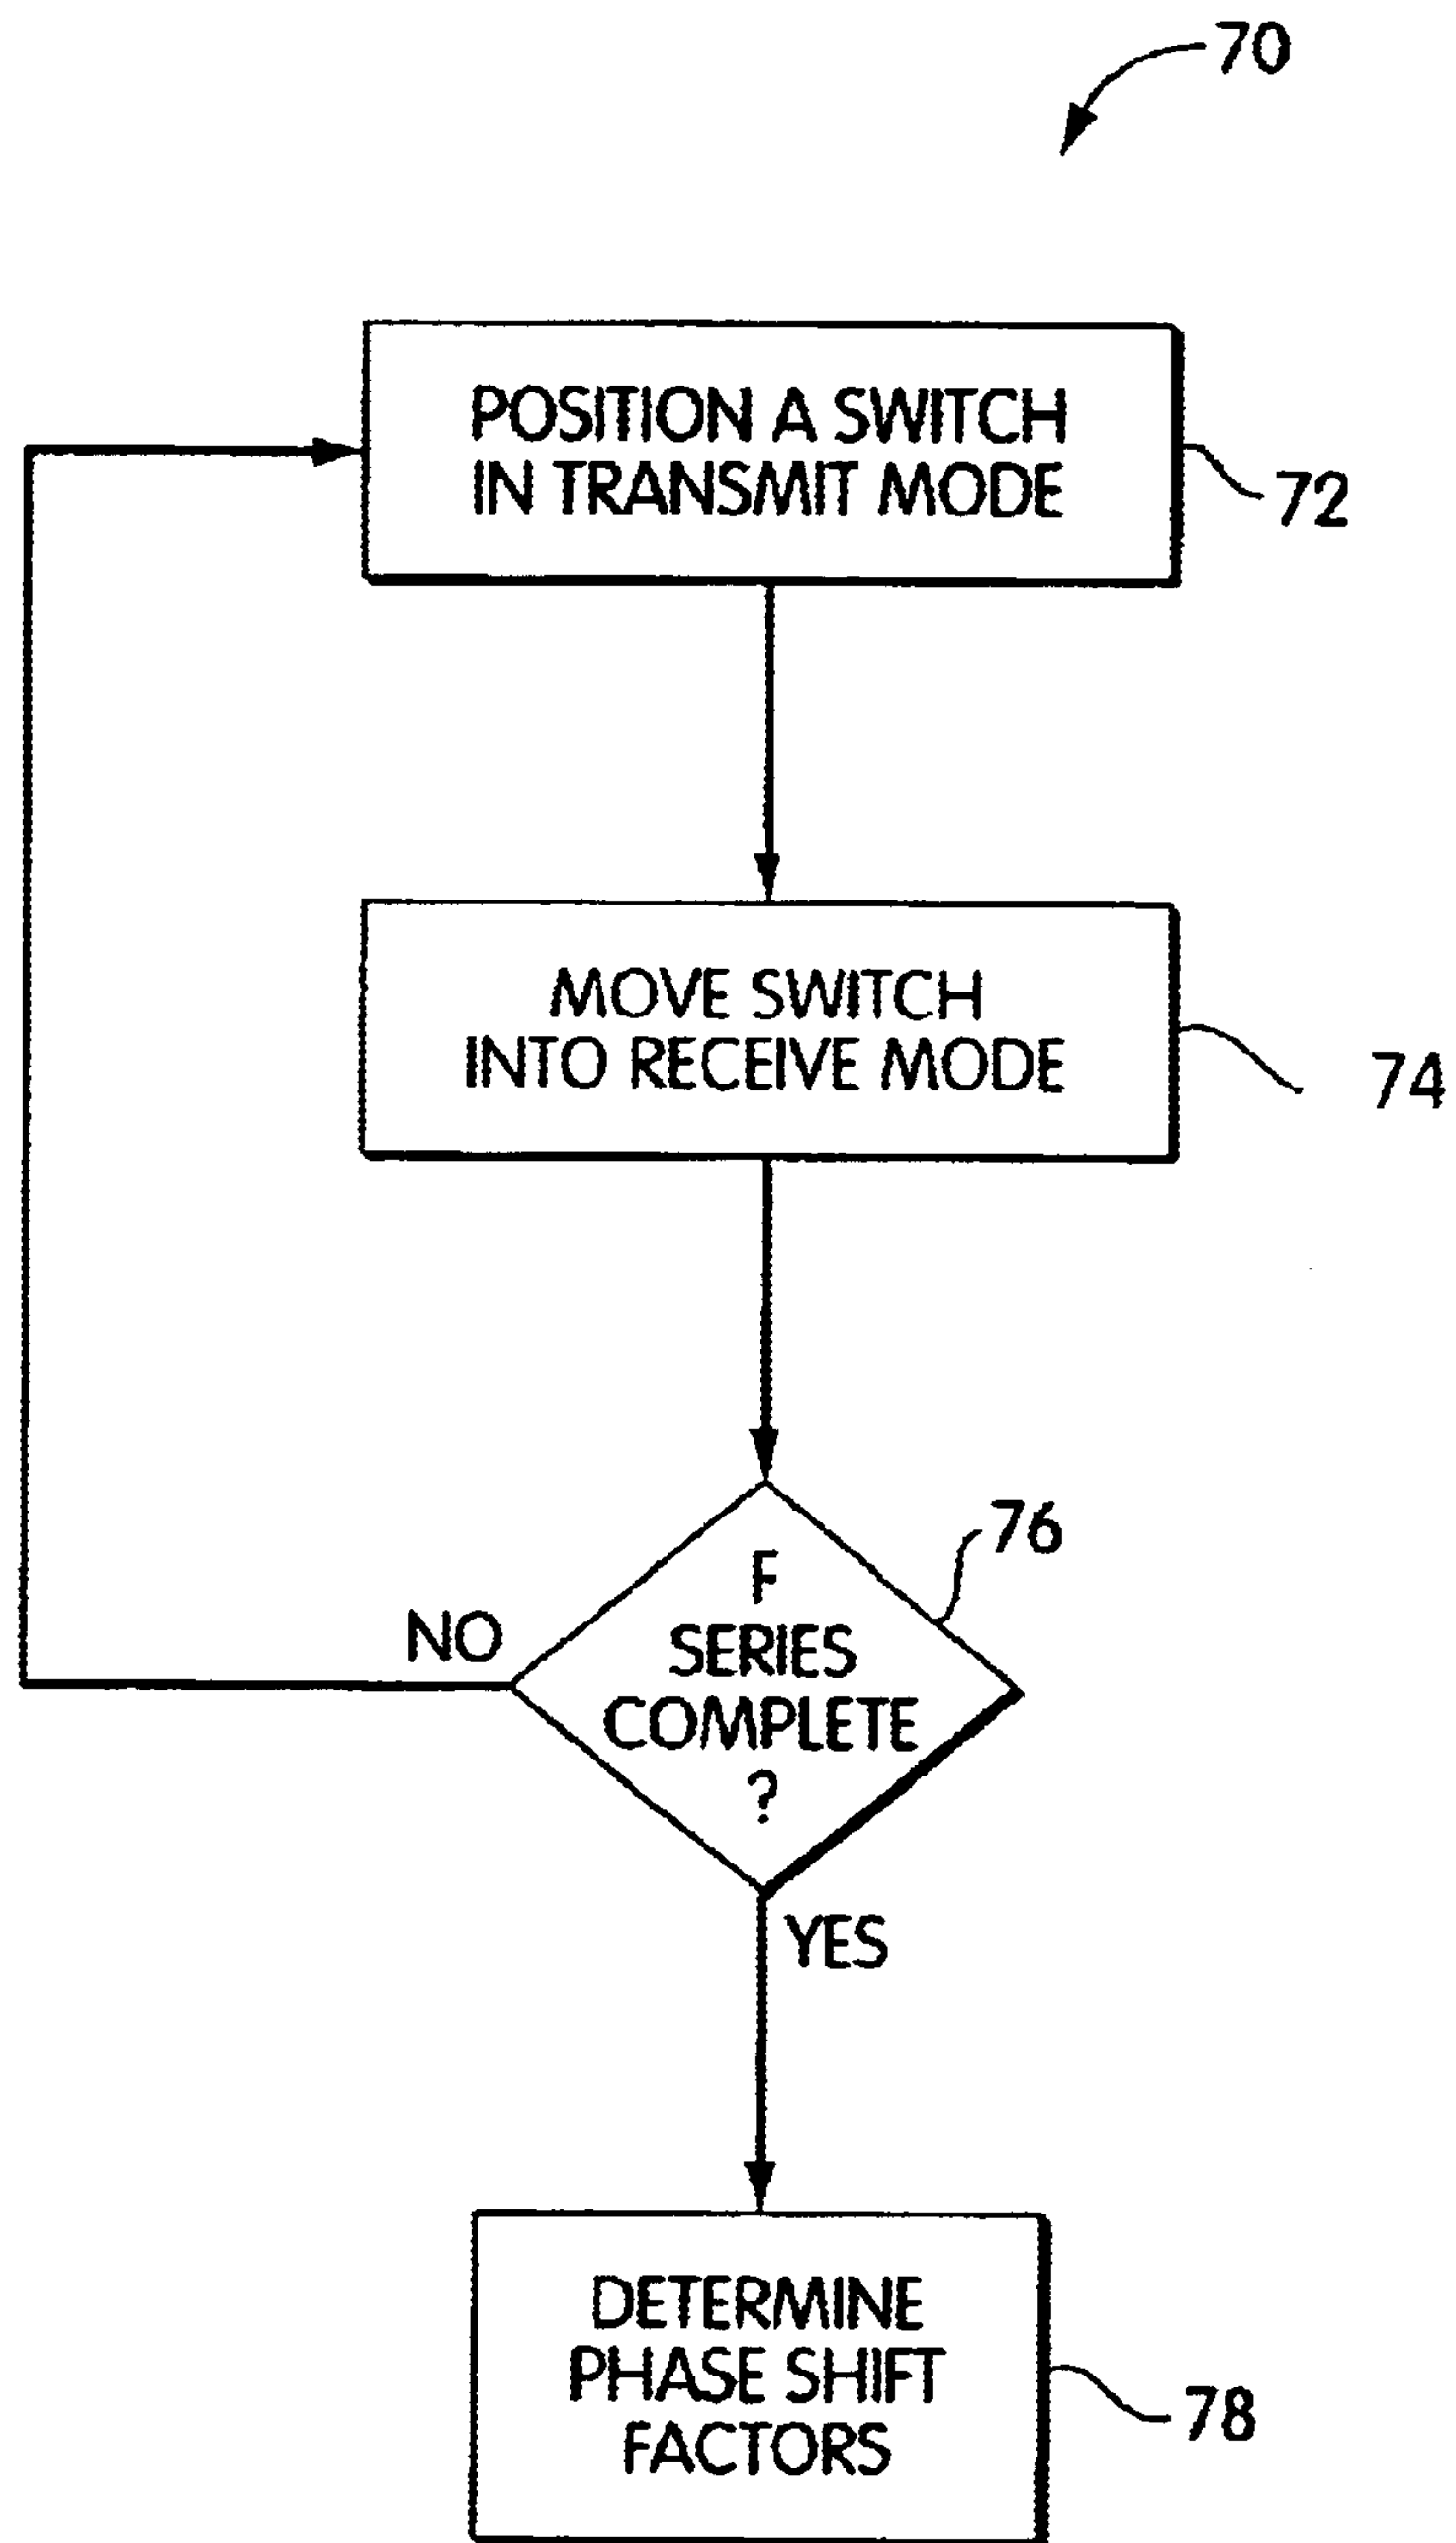 70
POSITION A SWITCH
IN TRANSMIT MODE
72
MOVE SWITCH
INTO RECEIVE MODE
74
F
SERIES
COMPLETE
?
76
NO
YES
DETERMINE
PHASE SHIFT
FACTORS
78